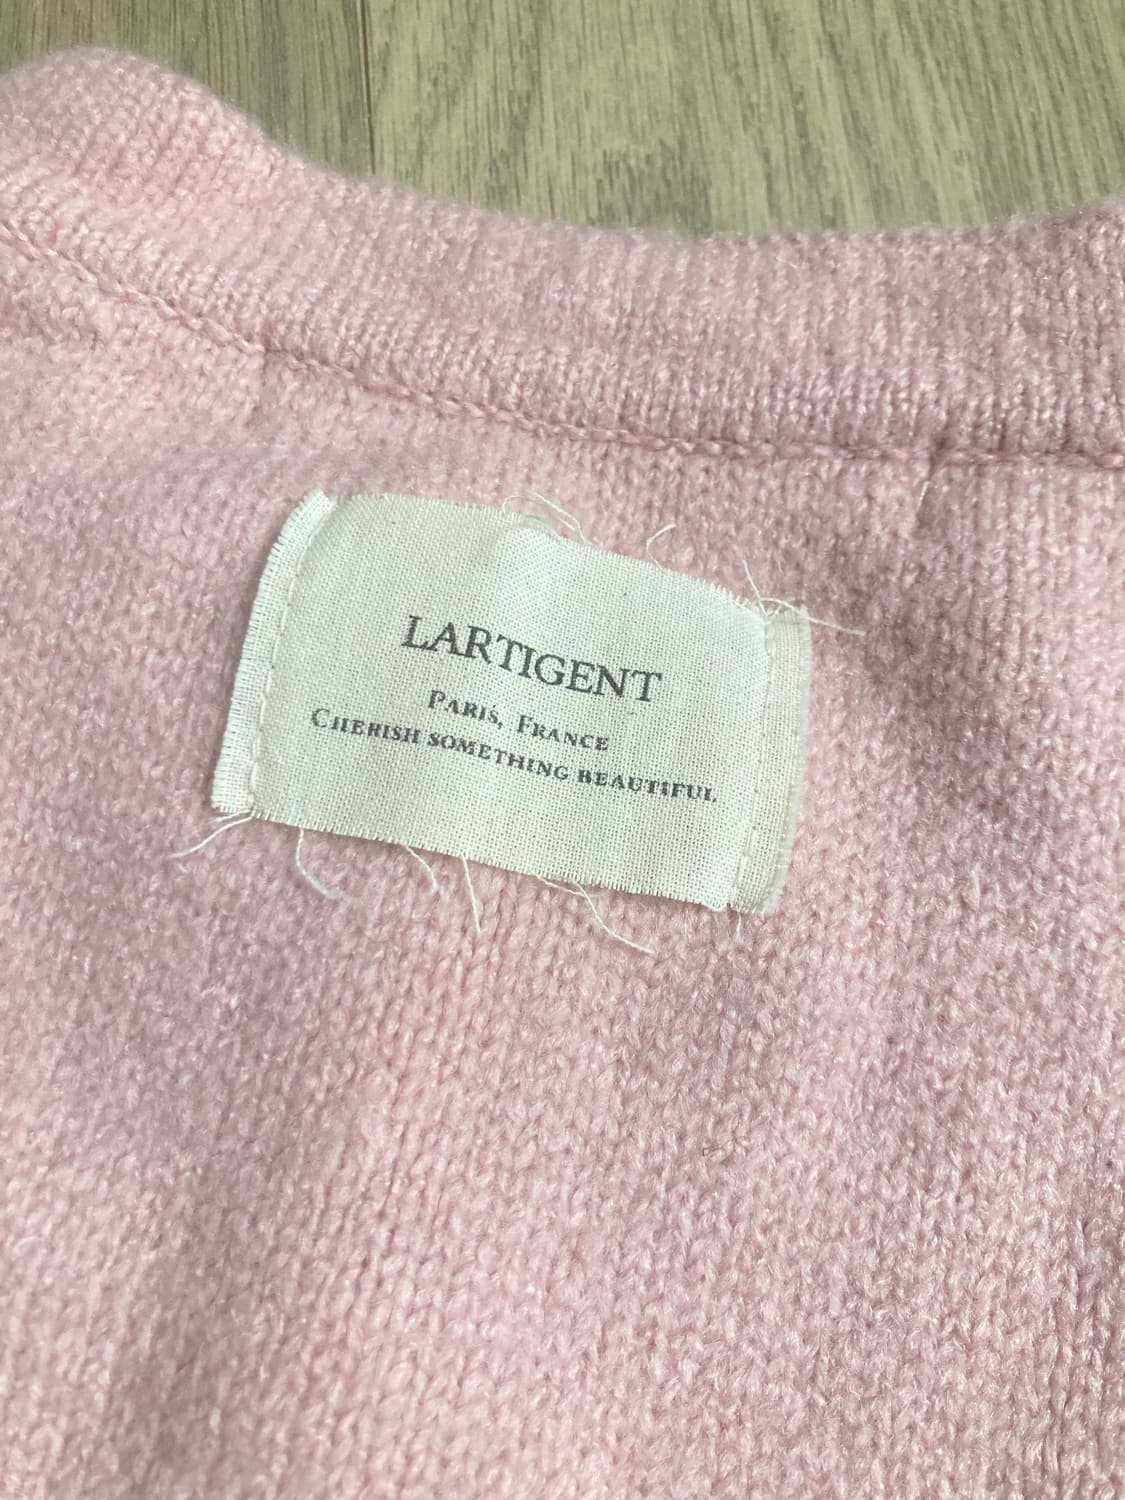 LARTIGENT
PARIS, FRANCE
CHERISH SOMETHING BEAUTIFUL